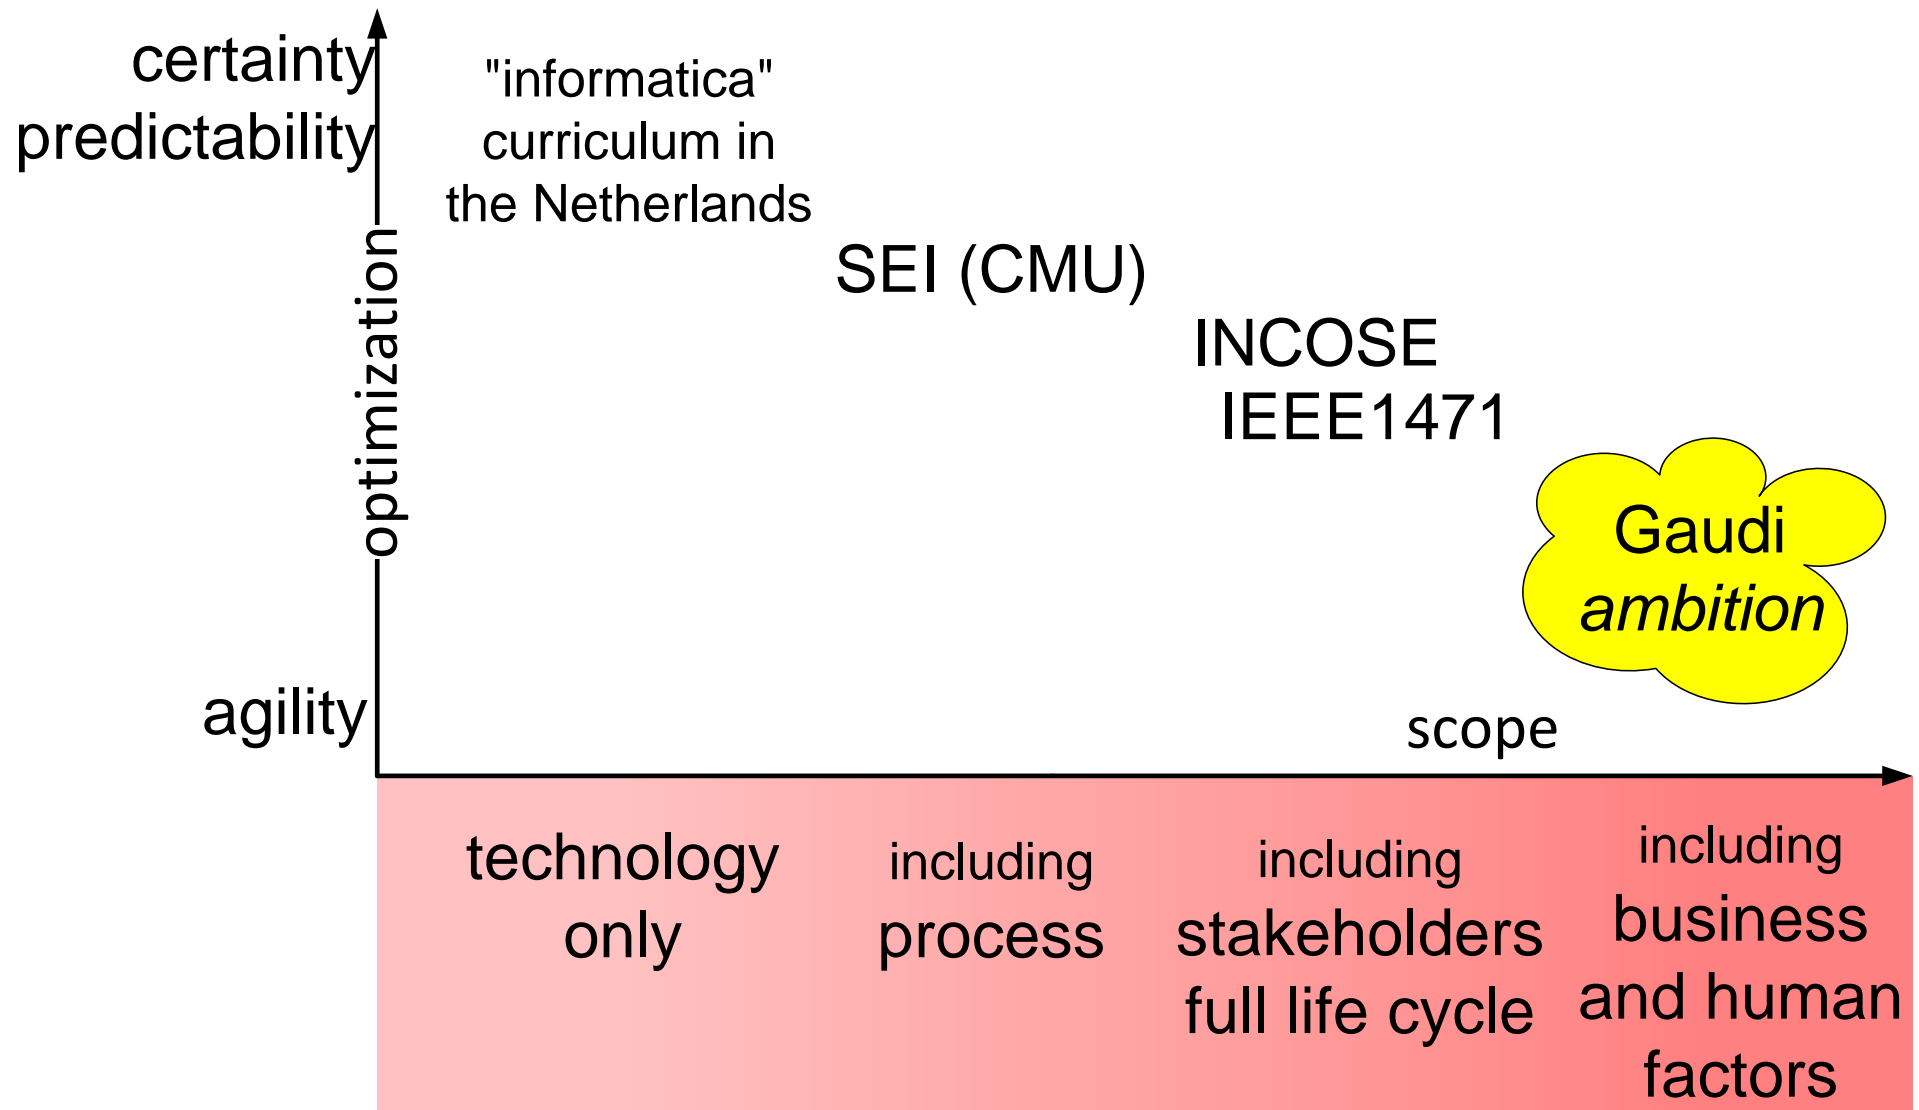 certainty
predictability
optimization
agility
"informatica"
curriculum in
the Netherlands
SEI (CMU)
INCOSE
IEEE1471
Gaudi
ambition
scope
technology
only
including
process
including
stakeholders
full life cycle
including
business
and human
factors